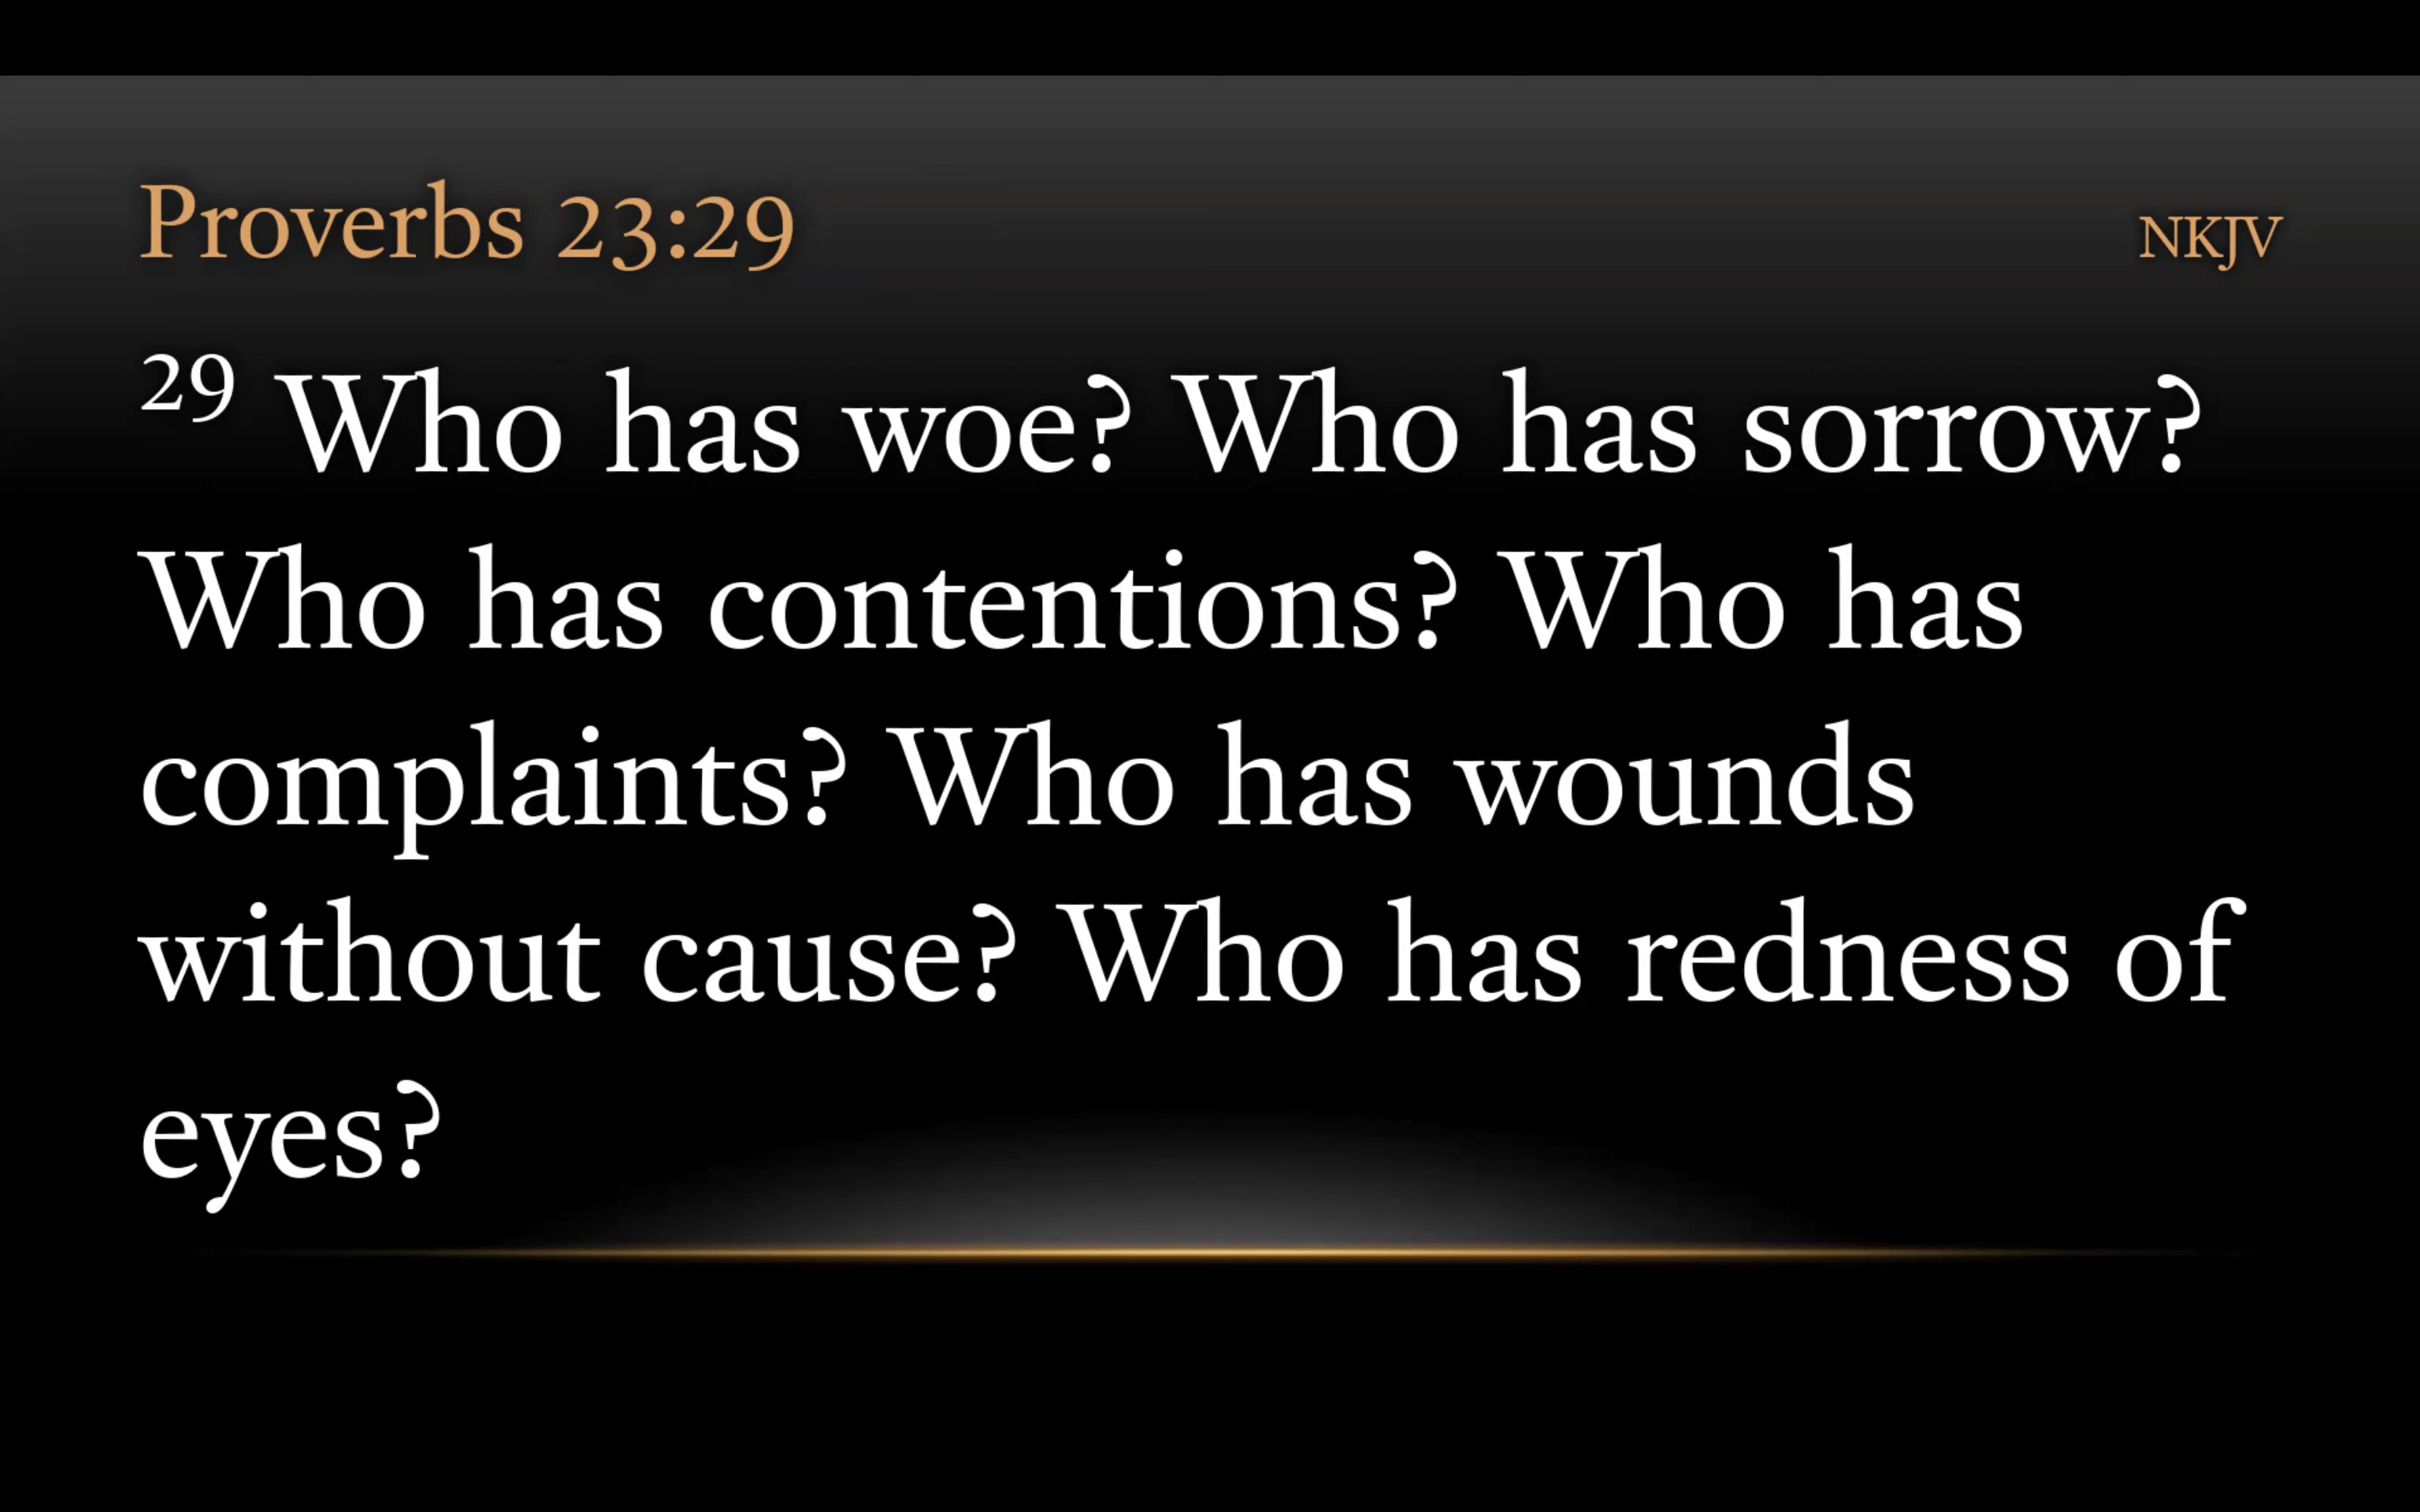 Proverbs 23:29 NKJV
29 Who has woe? Who has sorrow?
Who has contentions? Who has
complaints? Who has wounds
without cause? Who has redness of
eyes?